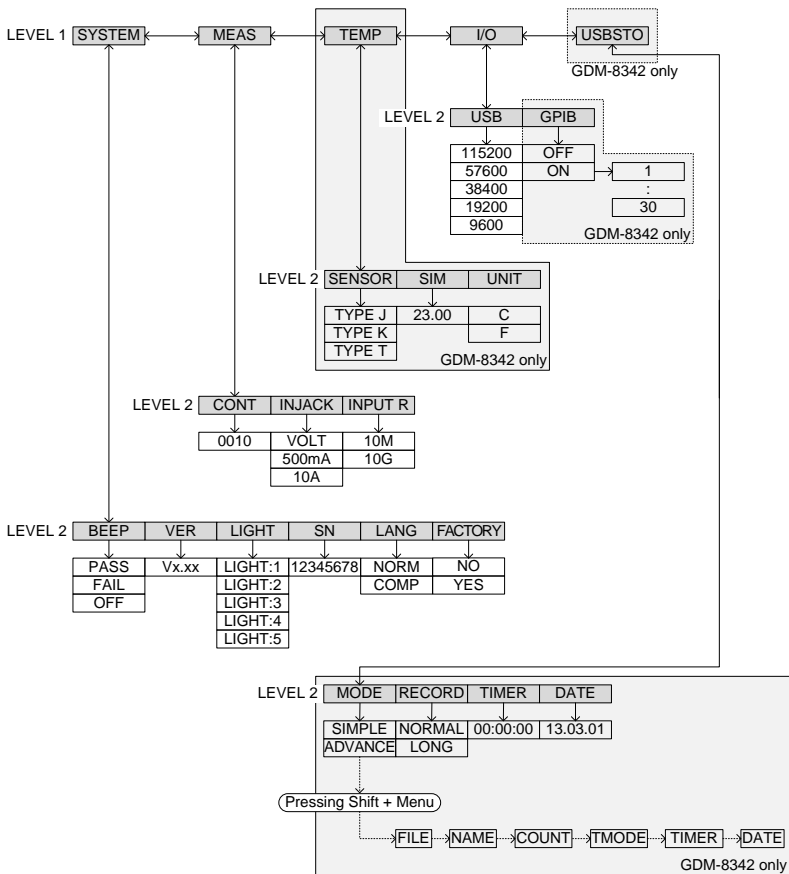 LEVEL 1 SYSTEM MEAS TEMP I/O USBSTO
GDM-8342 only
LEVEL 2 USB GPIB
115200 OFF
57600 ON 1
38400 :
19200 30
9600
GDM-8342 only
LEVEL 2 SENSOR SIM UNIT
TYPE J 23.00 C
TYPE K F
TYPE T
GDM-8342 only
LEVEL 2 CONT INJACK INPUT R
0010 VOLT 10M
500mA 10G
10A
LEVEL 2 BEEP VER LIGHT SN LANG FACTORY
PASS Vx.xx LIGHT:1 12345678 NORM NO
FAIL LIGHT:2 COMP YES
OFF LIGHT:3
LIGHT:4
LIGHT:5
LEVEL 2 MODE RECORD TIMER DATE
SIMPLE NORMAL 00:00:00 13.03.01
ADVANCE LONG
Pressing Shift + Menu
FILE NAME COUNT TMODE TIMER DATE
GDM-8342 only